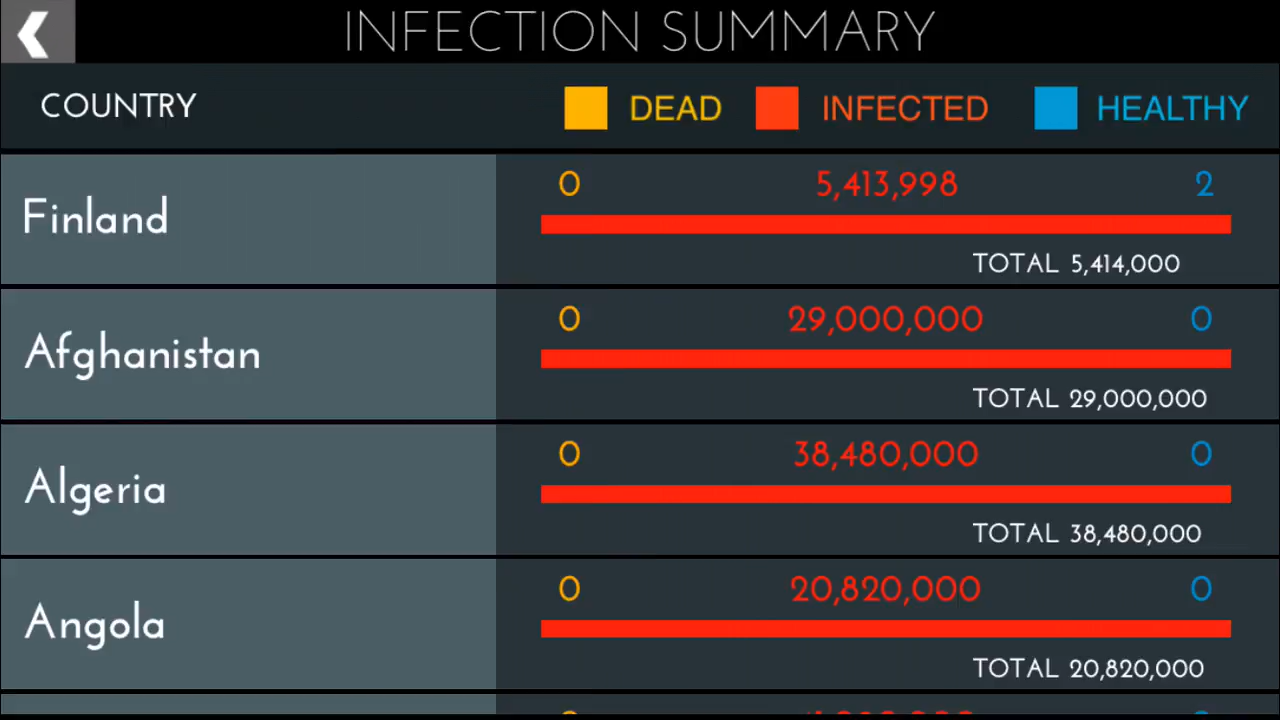 INFECTION SUMMARY
COUNTRY DEAD INFECTED HEALTHY
0 5,413,998 2
Finland
TOTAL 5,414,000
0 29,000,000 0
Afghanistan
TOTAL 29,000,000
0 38,480,000 0
Algeria
TOTAL 38,480,000
0 20,820,000 0
Angola
TOTAL 20,820,000